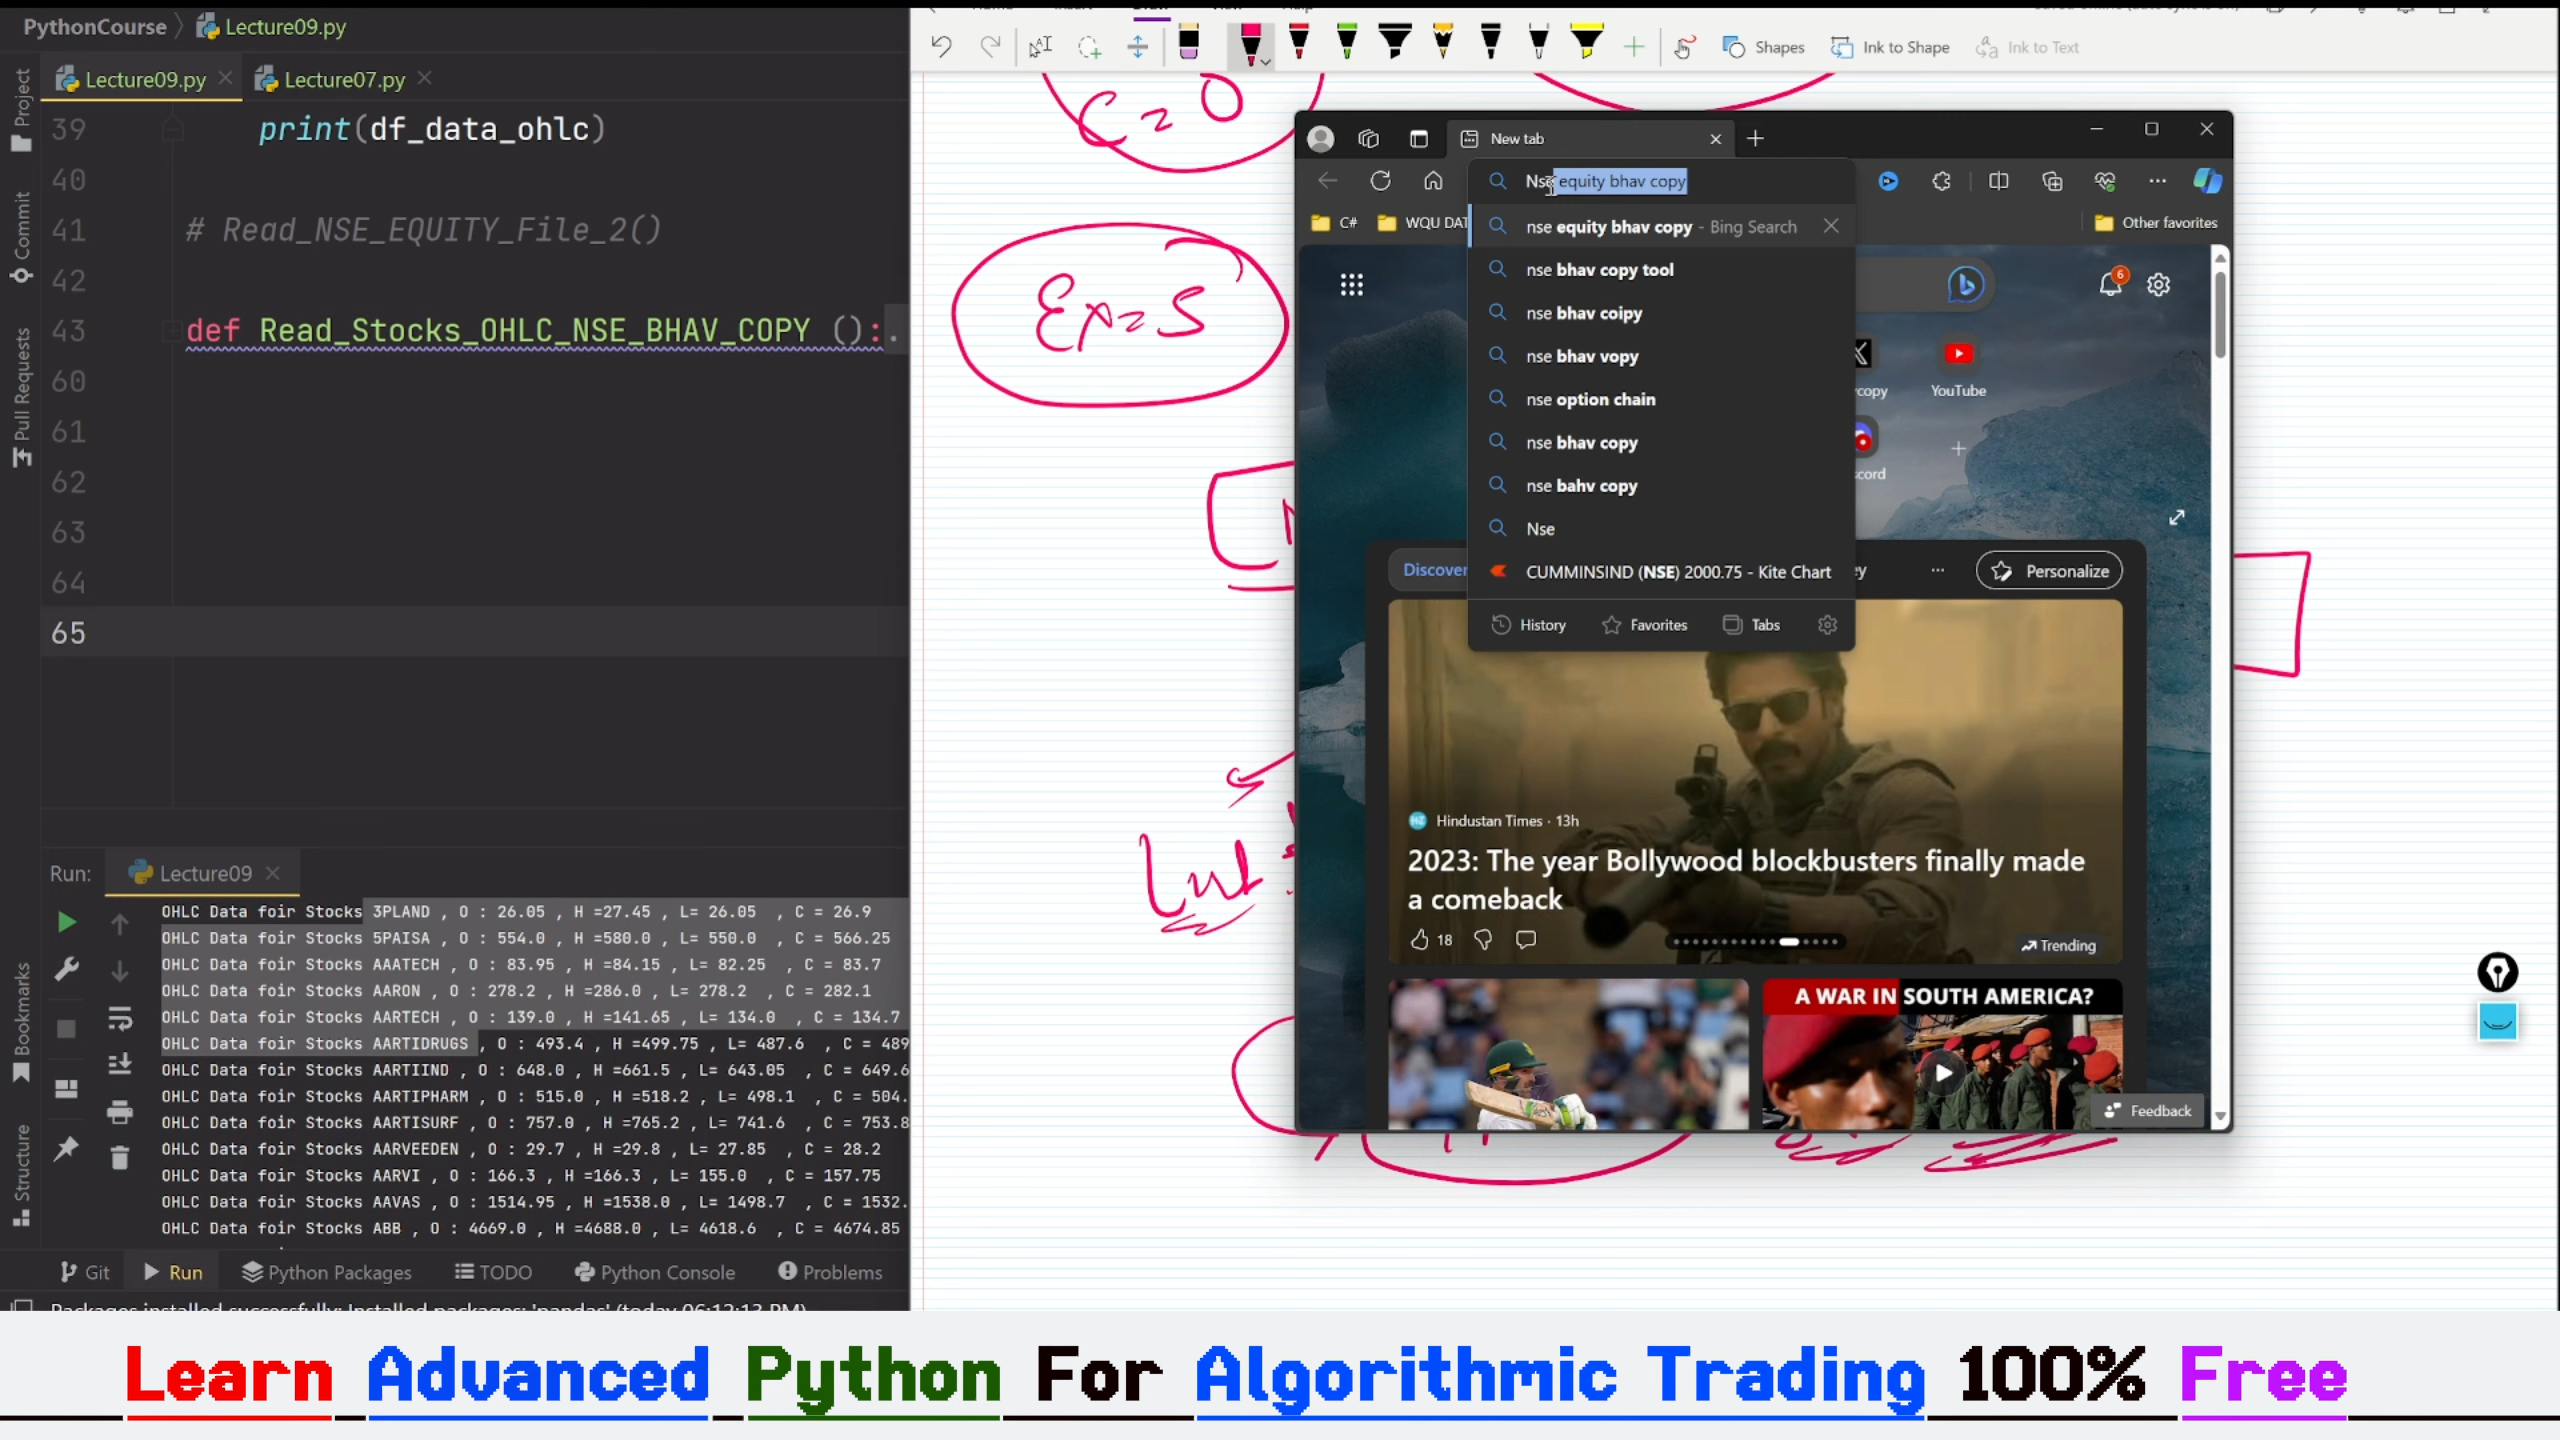 PythonCourse 〉 Lecture09.py
Lecture09.py
Lecture07.py
Project
Commit
Pull Requests
Bookmarks
Structure
39 print(df_data_ohlc)
40
41 # Read_NSE_EQUITY_File_2()
42
43 def Read_Stocks_OHLC_NSE_BHAV_COPY ():.
60
61
62
63
64
65
Run: Lecture09
OHLC Data foir Stocks 3PLAND , O : 26.05 , H =27.45 , L= 26.05 , C = 26.9
OHLC Data foir Stocks 5PAISA , O : 554.0 , H =580.0 , L= 550.0 , C = 566.25
OHLC Data foir Stocks AAATECH , O : 83.95 , H =84.15 , L= 82.25 , C = 83.7
OHLC Data foir Stocks AARON , O : 278.2 , H =286.0 , L= 278.2 , C = 282.1
OHLC Data foir Stocks AARTECH , O : 139.0 , H =141.65 , L= 134.0 , C = 134.7
OHLC Data foir Stocks AARTIDRUGS , O : 493.4 , H =499.75 , L= 487.6 , C = 489
OHLC Data foir Stocks AARTIIND , O : 648.0 , H =661.5 , L= 643.05 , C = 649.6
OHLC Data foir Stocks AARTIPHARM , O : 515.0 , H =518.2 , L= 498.1 , C = 504.
OHLC Data foir Stocks AARTISURF , O : 757.0 , H =765.2 , L= 741.6 , C = 753.8
OHLC Data foir Stocks AARVEEDEN , O : 29.7 , H =29.8 , L= 27.85 , C = 28.2
OHLC Data foir Stocks AARVI , O : 166.3 , H =166.3 , L= 155.0 , C = 157.75
OHLC Data foir Stocks AAVAS , O : 1514.95 , H =1538.0 , L= 1498.7 , C = 1532.
OHLC Data foir Stocks ABB , O : 4669.0 , H =4688.0 , L= 4618.6 , C = 4674.85
Git Run Python Packages TODO Python Console Problems
Packages installed successfully: Installed packages: 'pandas' (today 06:12:13 PM)
Shapes Ink to Shape Ink to Text
C = 0
New tab
Nse equity bhav copy
C# WQU DAT Other favorites
nse equity bhav copy - Bing Search
nse bhav copy tool
nse bhav coipy
nse bhav vopy
nse option chain
nse bhav copy
nse bahv copy
Nse
CUMMINSIND (NSE) 2000.75 - Kite Chart
History Favorites Tabs
6
copy YouTube
cord
Discover
Personalize
Hindustan Times · 13h
2023: The year Bollywood blockbusters finally made
a comeback
18
Trending
A WAR IN SOUTH AMERICA?
Feedback
Learn Advanced Python For Algorithmic Trading 100% Free